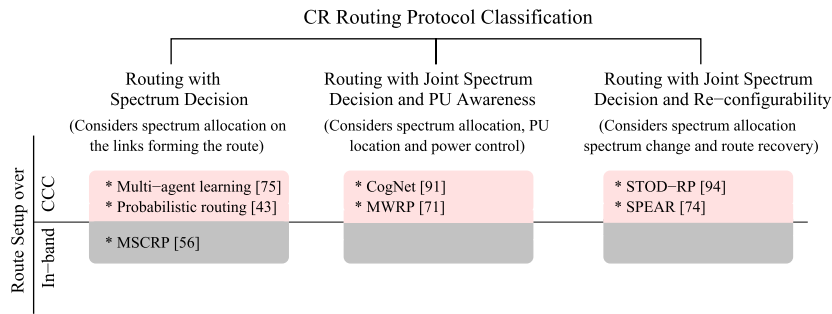 CR Routing Protocol Classification
Routing with
Spectrum Decision
(Considers spectrum allocation on
the links forming the route)
Routing with Joint Spectrum
Decision and PU Awareness
(Considers spectrum allocation, PU
location and power control)
Routing with Joint Spectrum
Decision and Re−configurability
(Considers spectrum allocation
spectrum change and route recovery)
Route Setup over
CCC
* Multi−agent learning [75]
* Probabilistic routing [43]
* CogNet [91]
* MWRP [71]
* STOD−RP [94]
* SPEAR [74]
In−band
* MSCRP [56]